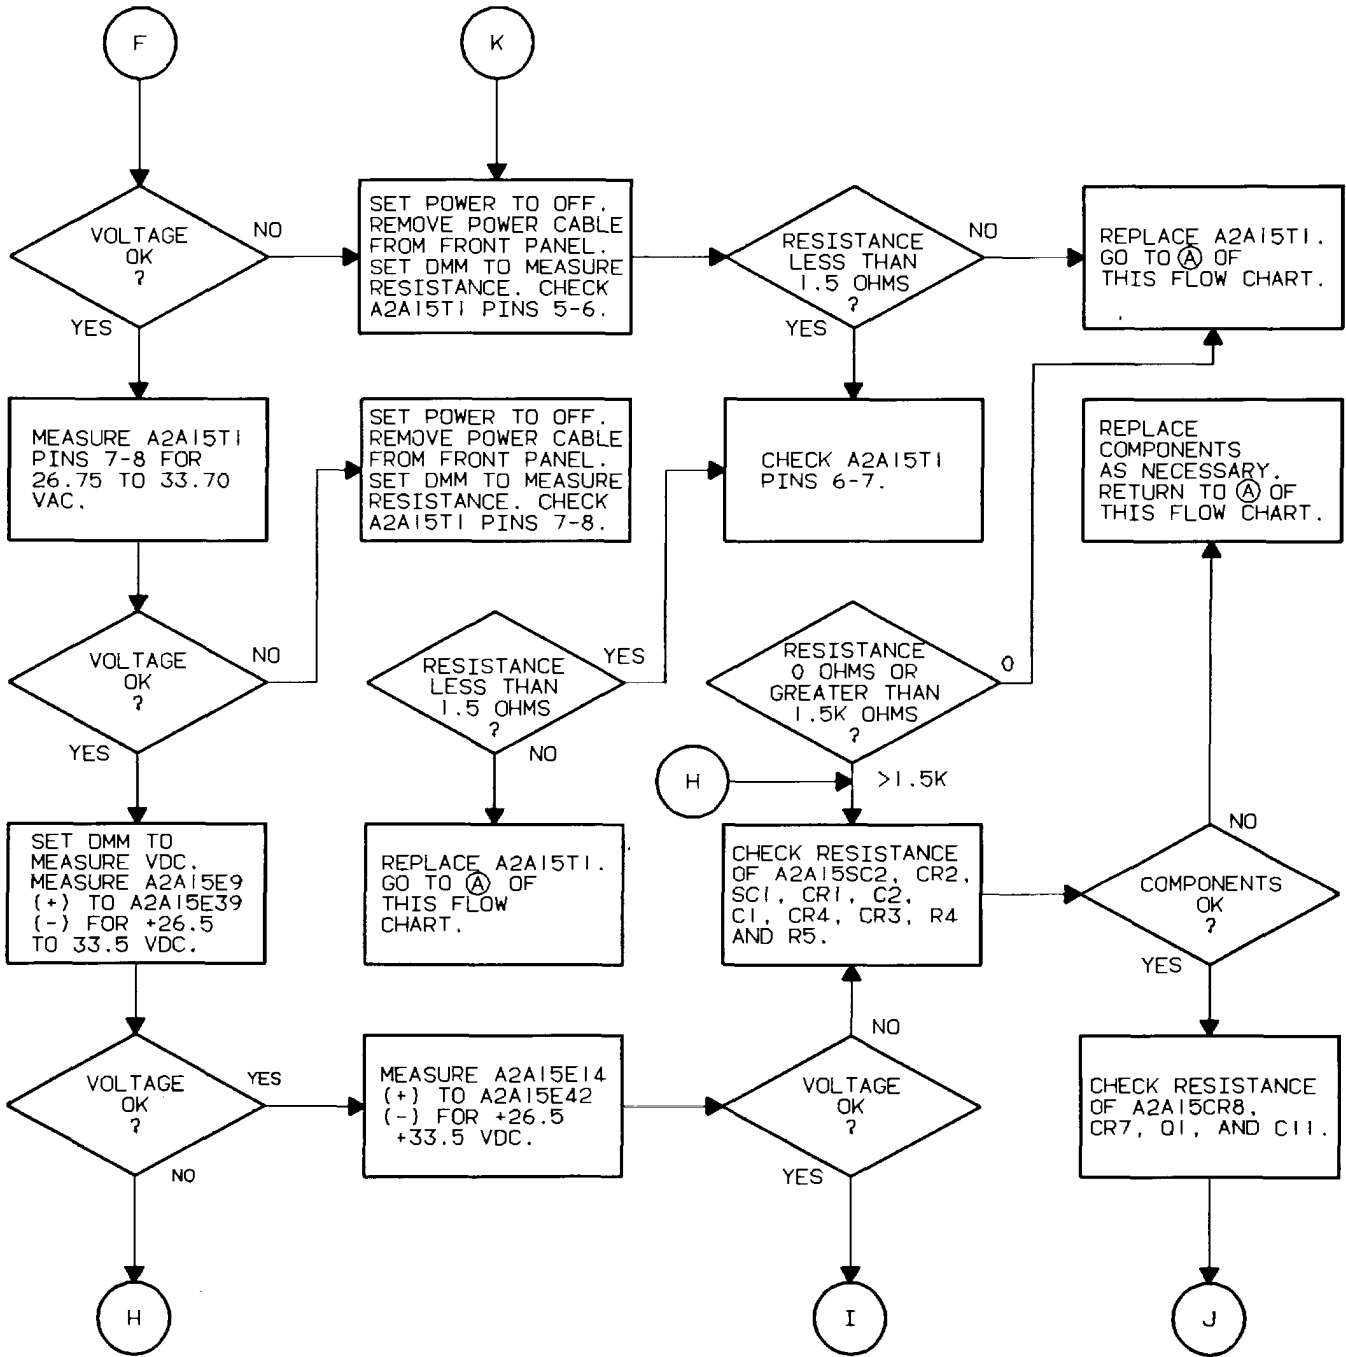 F
K
VOLTAGE
OK
?
NO
YES
SET POWER TO OFF.
REMOVE POWER CABLE
FROM FRONT PANEL.
SET DMM TO MEASURE
RESISTANCE. CHECK
A2A15T1 PINS 5-6.
RESISTANCE
LESS THAN
1.5 OHMS
?
NO
YES
REPLACE A2A15T1.
GO TO A OF
THIS FLOW CHART.
MEASURE A2A15T1
PINS 7-8 FOR
26.75 TO 33.70
VAC.
SET POWER TO OFF.
REMOVE POWER CABLE
FROM FRONT PANEL.
SET DMM TO MEASURE
RESISTANCE. CHECK
A2A15T1 PINS 7-8.
CHECK A2A15T1
PINS 6-7.
REPLACE
COMPONENTS
AS NECESSARY.
RETURN TO A OF
THIS FLOW CHART.
VOLTAGE
OK
?
NO
YES
RESISTANCE
LESS THAN
1.5 OHMS
?
YES
NO
RESISTANCE
0 OHMS OR
GREATER THAN
1.5K OHMS
?
0
>1.5K
H
SET DMM TO
MEASURE VDC.
MEASURE A2A15E9
(+) TO A2A15E39
(-) FOR +26.5
TO 33.5 VDC.
REPLACE A2A15T1.
GO TO A OF
THIS FLOW
CHART.
CHECK RESISTANCE
OF A2A15SC2, CR2,
SC1, CR1, C2,
C1, CR4, CR3, R4
AND R5.
COMPONENTS
OK
?
NO
YES
VOLTAGE
OK
?
YES
NO
MEASURE A2A15E14
(+) TO A2A15E42
(-) FOR +26.5
+33.5 VDC.
VOLTAGE
OK
?
NO
YES
CHECK RESISTANCE
OF A2A15CR8,
CR7, Q1, AND C11.
H
I
J